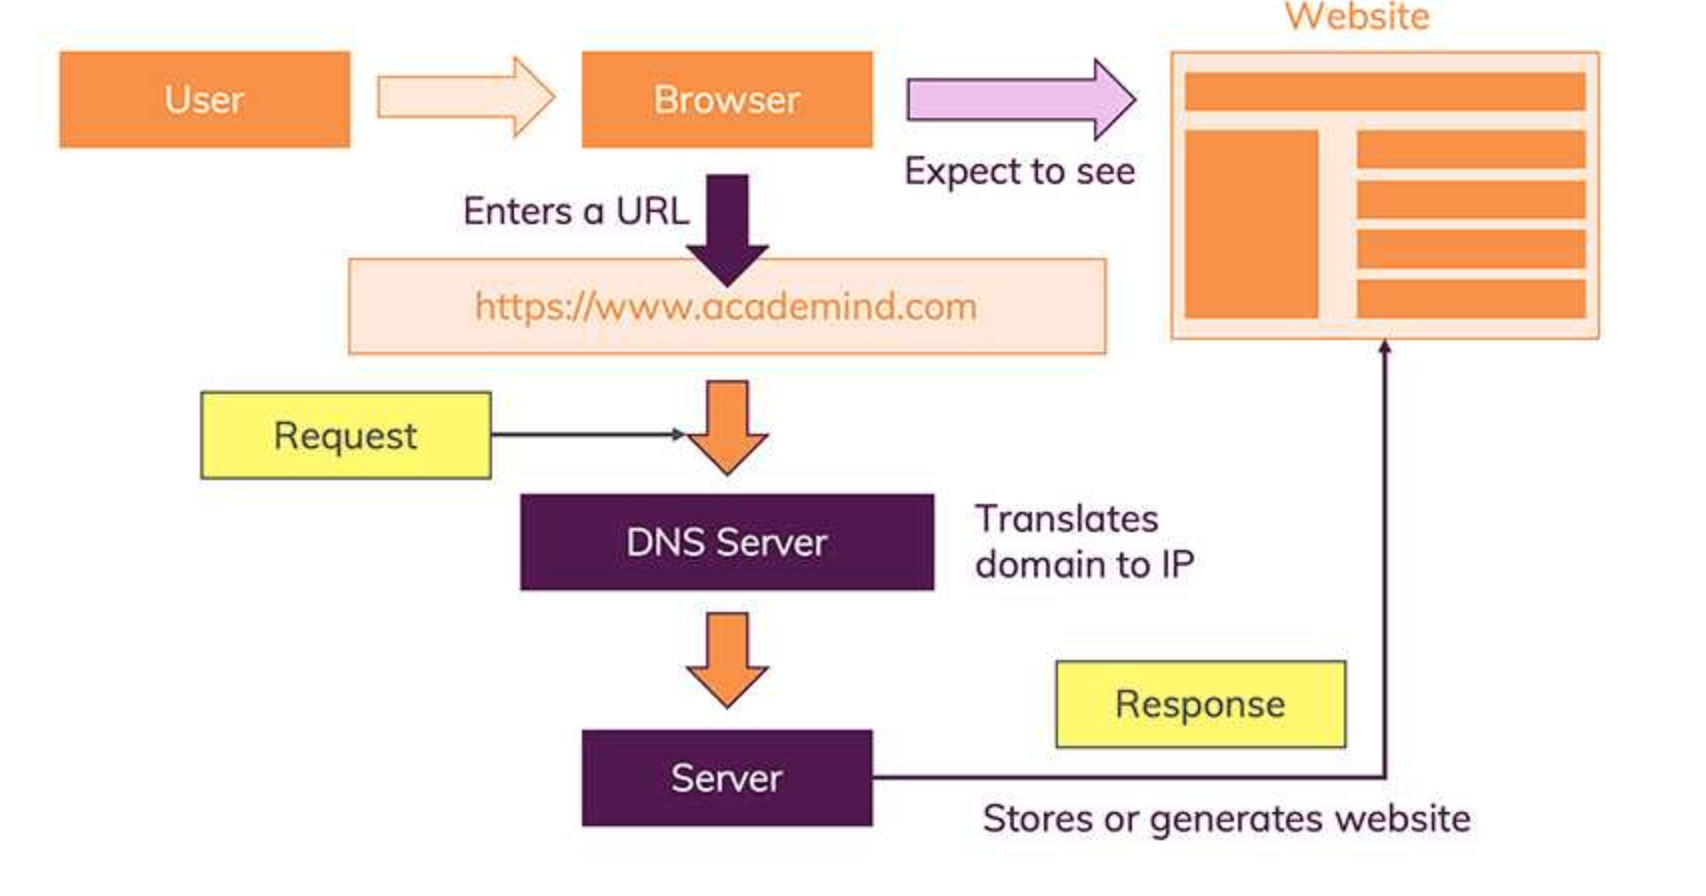 Website
User
Browser
Expect to see
Enters a URL
https://www.academind.com
Request
DNS Server
Translates
domain to IP
Response
Server
Stores or generates website